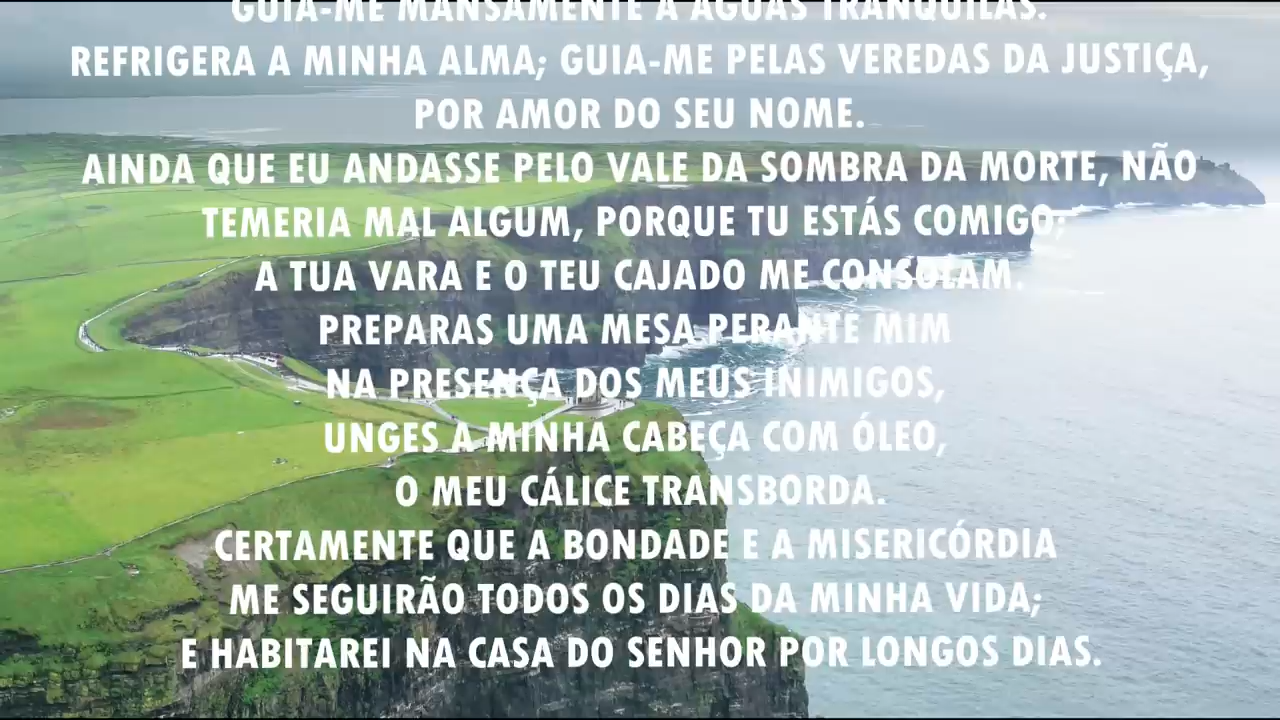 GUIA-ME MANSAMENTE A ÁGUAS TRANQUILAS.
REFRIGERA A MINHA ALMA; GUIA-ME PELAS VEREDAS DA JUSTIÇA,
POR AMOR DO SEU NOME.
AINDA QUE EU ANDASSE PELO VALE DA SOMBRA DA MORTE, NÃO
TEMERIA MAL ALGUM, PORQUE TU ESTÁS COMIGO;
A TUA VARA E O TEU CAJADO ME CONSOLAM.
PREPARAS UMA MESA PERANTE MIM
NA PRESENÇA DOS MEUS INIMIGOS,
UNGES A MINHA CABEÇA COM ÓLEO,
O MEU CÁLICE TRANSBORDA.
CERTAMENTE QUE A BONDADE E A MISERICÓRDIA
ME SEGUIRÃO TODOS OS DIAS DA MINHA VIDA;
E HABITAREI NA CASA DO SENHOR POR LONGOS DIAS.